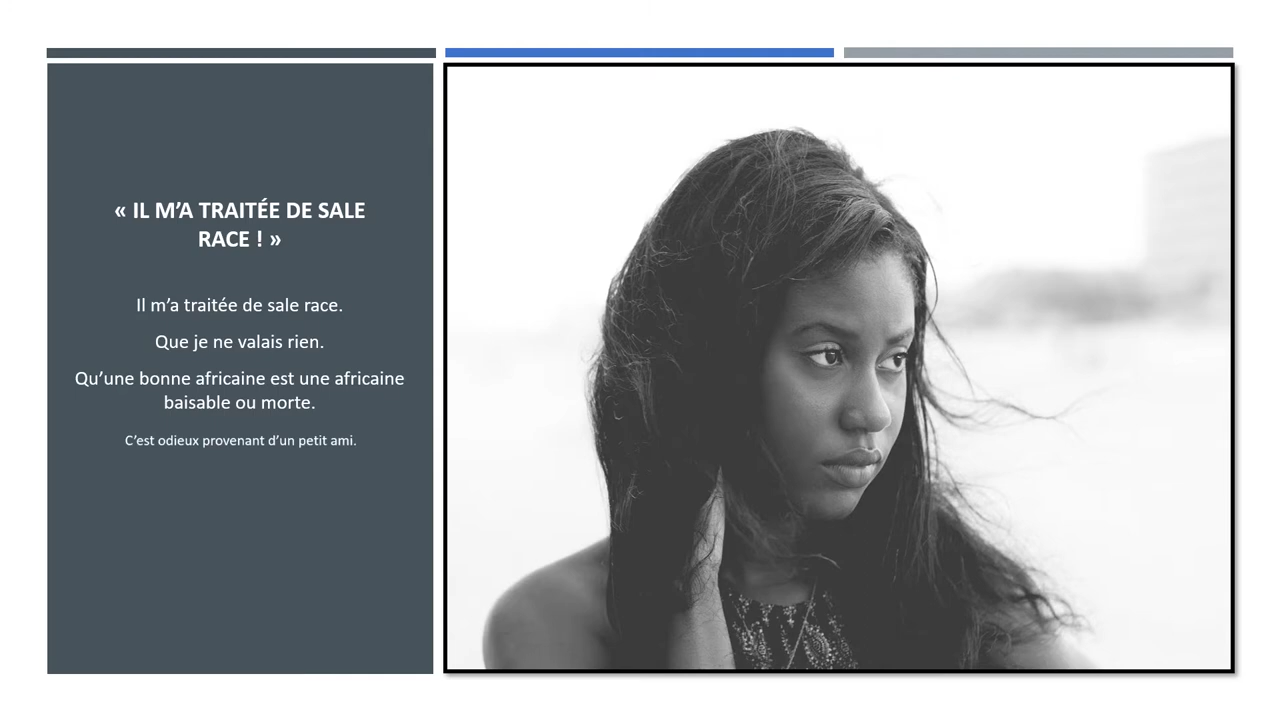 « IL M’A TRAITÉE DE SALE
RACE ! »
Il m’a traitée de sale race.
Que je ne valais rien.
Qu’une bonne africaine est une africaine
baisable ou morte.
C’est odieux provenant d’un petit ami.